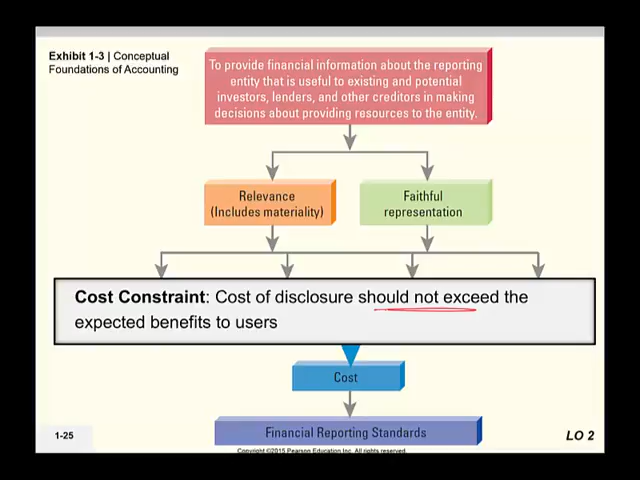 Exhibit 1-3 | Conceptual
Foundations of Accounting
To provide financial information about the reporting
entity that is useful to existing and potential
investors, lenders, and other creditors in making
decisions about providing resources to the entity.
Relevance
(Includes materiality)
Faithful
representation
Cost Constraint: Cost of disclosure should not exceed the
expected benefits to users
Cost
Financial Reporting Standards
1-25
LO 2
Copyright ©2015 Pearson Education Inc. All rights reserved.